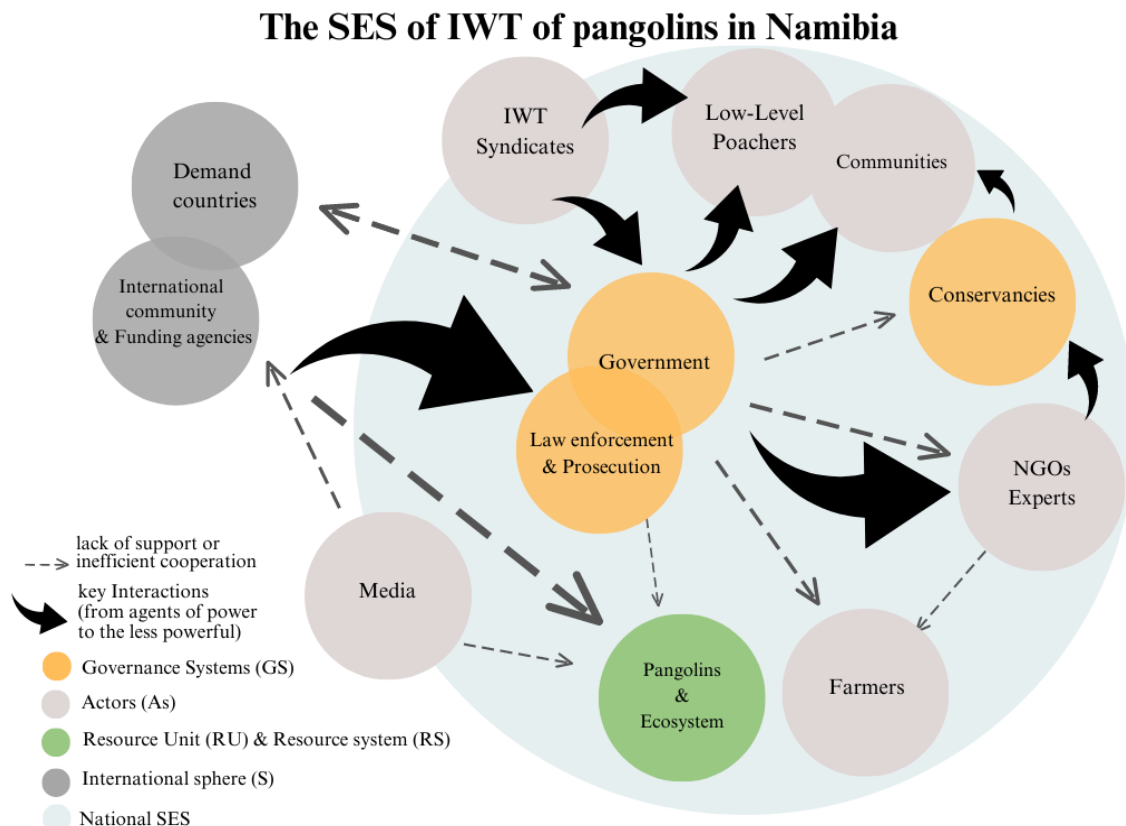 The SES of IWT of pangolins in Namibia
IWT
Syndicates
Low-Level
Poachers
Communities
Demand
countries
International
community
& Funding agencies
Conservancies
Government
Law enforcement
& Prosecution
NGOs
Experts
Media
Pangolins
&
Ecosystem
Farmers
lack of support or
inefficient cooperation
key Interactions
(from agents of power
to the less powerful)
Governance Systems (GS)
Actors (As)
Resource Unit (RU) & Resource system (RS)
International sphere (S)
National SES